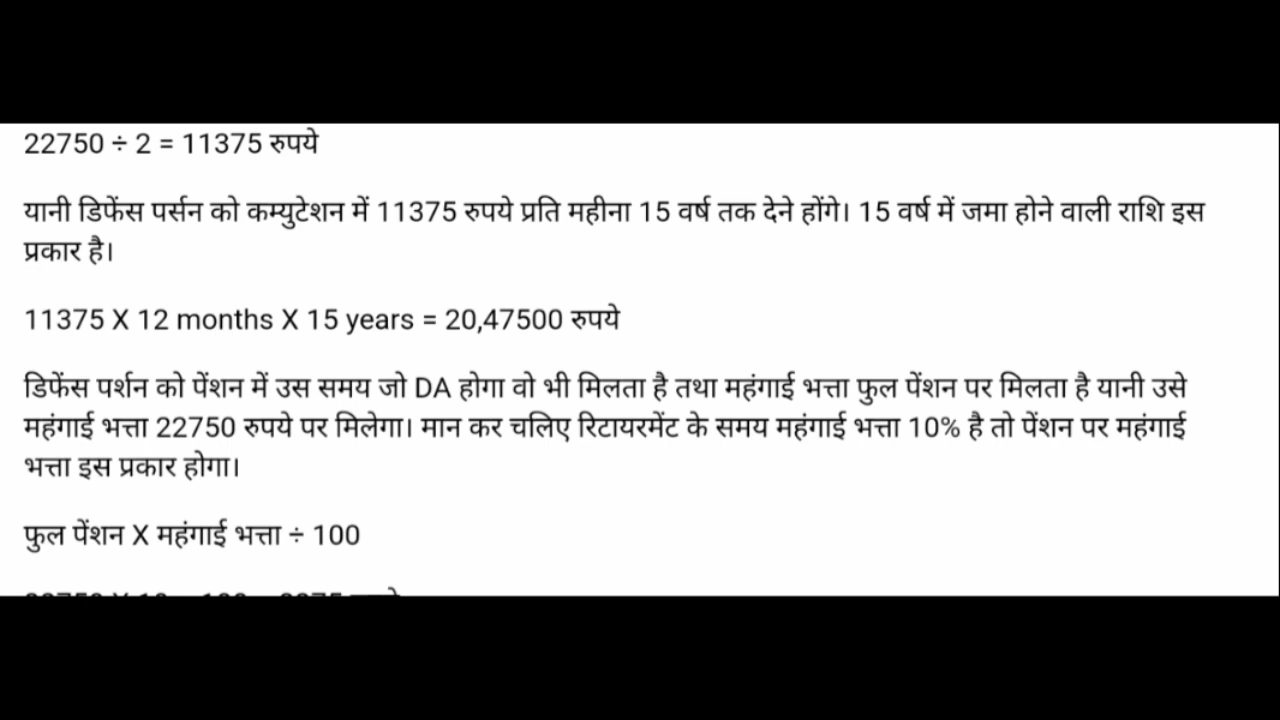 22750 ÷ 2 = 11375 रुपये
यानी डिफेंस पर्सन को कम्युटेशन में 11375 रुपये प्रति महीना 15 वर्ष तक देने होंगे। 15 वर्ष में जमा होने वाली राशि इस
प्रकार है।
11375 X 12 months X 15 years = 20,47500 रुपये
डिफेंस पर्शन को पेंशन में उस समय जो DA होगा वो भी मिलता है तथा महंगाई भत्ता फुल पेंशन पर मिलता है यानी उसे
महंगाई भत्ता 22750 रुपये पर मिलेगा। मान कर चलिए रिटायरमेंट के समय महंगाई भत्ता 10% है तो पेंशन पर महंगाई
भत्ता इस प्रकार होगा।
फुल पेंशन X महंगाई भत्ता ÷ 100